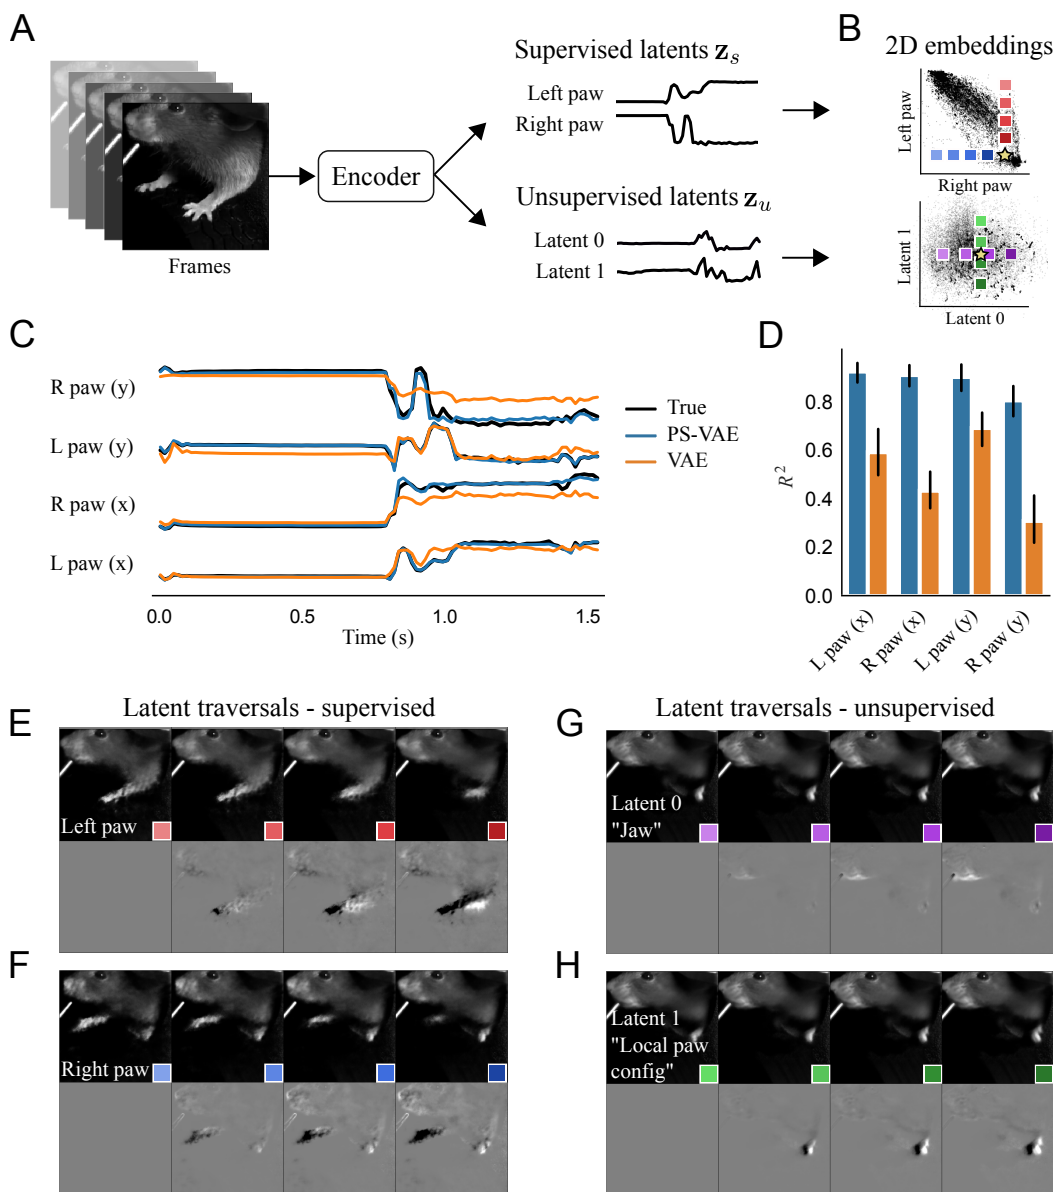 A
Supervised latents z_s
Left paw
Right paw
Encoder
Frames
Unsupervised latents z_u
Latent 0
Latent 1
B
2D embeddings
Left paw
Right paw
Latent 1
Latent 0
C
R paw (y)
L paw (y)
R paw (x)
L paw (x)
True
PS-VAE
VAE
0.0
0.5
1.0
1.5
Time (s)
D
R²
0.8
0.6
0.4
0.2
0.0
L paw (x)
R paw (x)
L paw (y)
R paw (y)
E
Latent traversals - supervised
Left paw
F
Right paw
G
Latent traversals - unsupervised
Latent 0
"Jaw"
H
Latent 1
"Local paw
config"